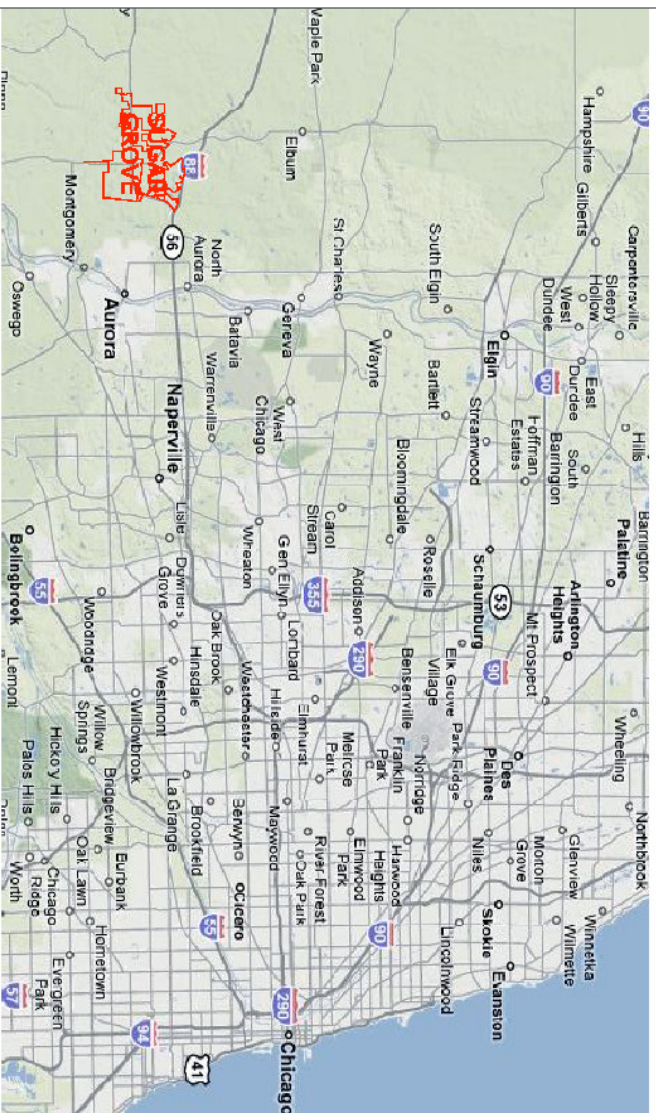 Barrington
Hills
Northbrook
Carpentersville
Palatine
Wheeling
90
Sleepy
Hollow
Winnetka
Hampshire
Gilberts
West
Dundee
East
Dundee
South
Barrington
Arlington
Heights
Glenview
Wilmette
Hoffman
Estates
Mt Prospect
Morton
Grove
90
Elgin
Streamwood
Schaumburg
53
90
Des
Plaines
Niles
Skokie
Evanston
South Elgin
Bartlett
Roselle
Elk Grove
Village
Park Ridge
Lincolnwood
Bloomingdale
Bensenville
Norridge
Harwood
Heights
Franklin
Park
90
Wayne
Addison
290
Elmwood
Park
St Charles
Carol
Stream
355
Melrose
Park
Maple Park
Elburn
Geneva
West
Chicago
Glen Ellyn
Lombard
Elmhurst
River Forest
Oak Park
290
Chicago
Batavia
Wheaton
Hillside
Maywood
North
Aurora
Warrenville
Oak Brook
Westchester
Berwyn
Cicero
55
88
56
Naperville
Lisle
Downers
Grove
Hinsdale
Westmont
La Grange
Brookfield
41
SUGAR
GROVE
Aurora
Willowbrook
94
Montgomery
Woodridge
Willow
Springs
Bridgeview
Burbank
Hometown
Oswego
Bolingbrook
55
Hickory Hills
Oak Lawn
Palos Hills
Chicago
Ridge
Evergreen
Park
Lemont
Worth
57